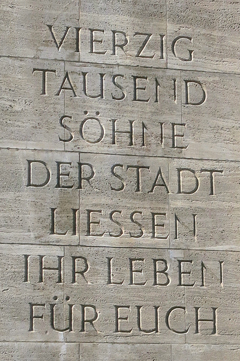 VIERZIG
TAUSEND
SÖHNE
DER STADT
LIESSEN
IHR LEBEN
FÜR EUCH